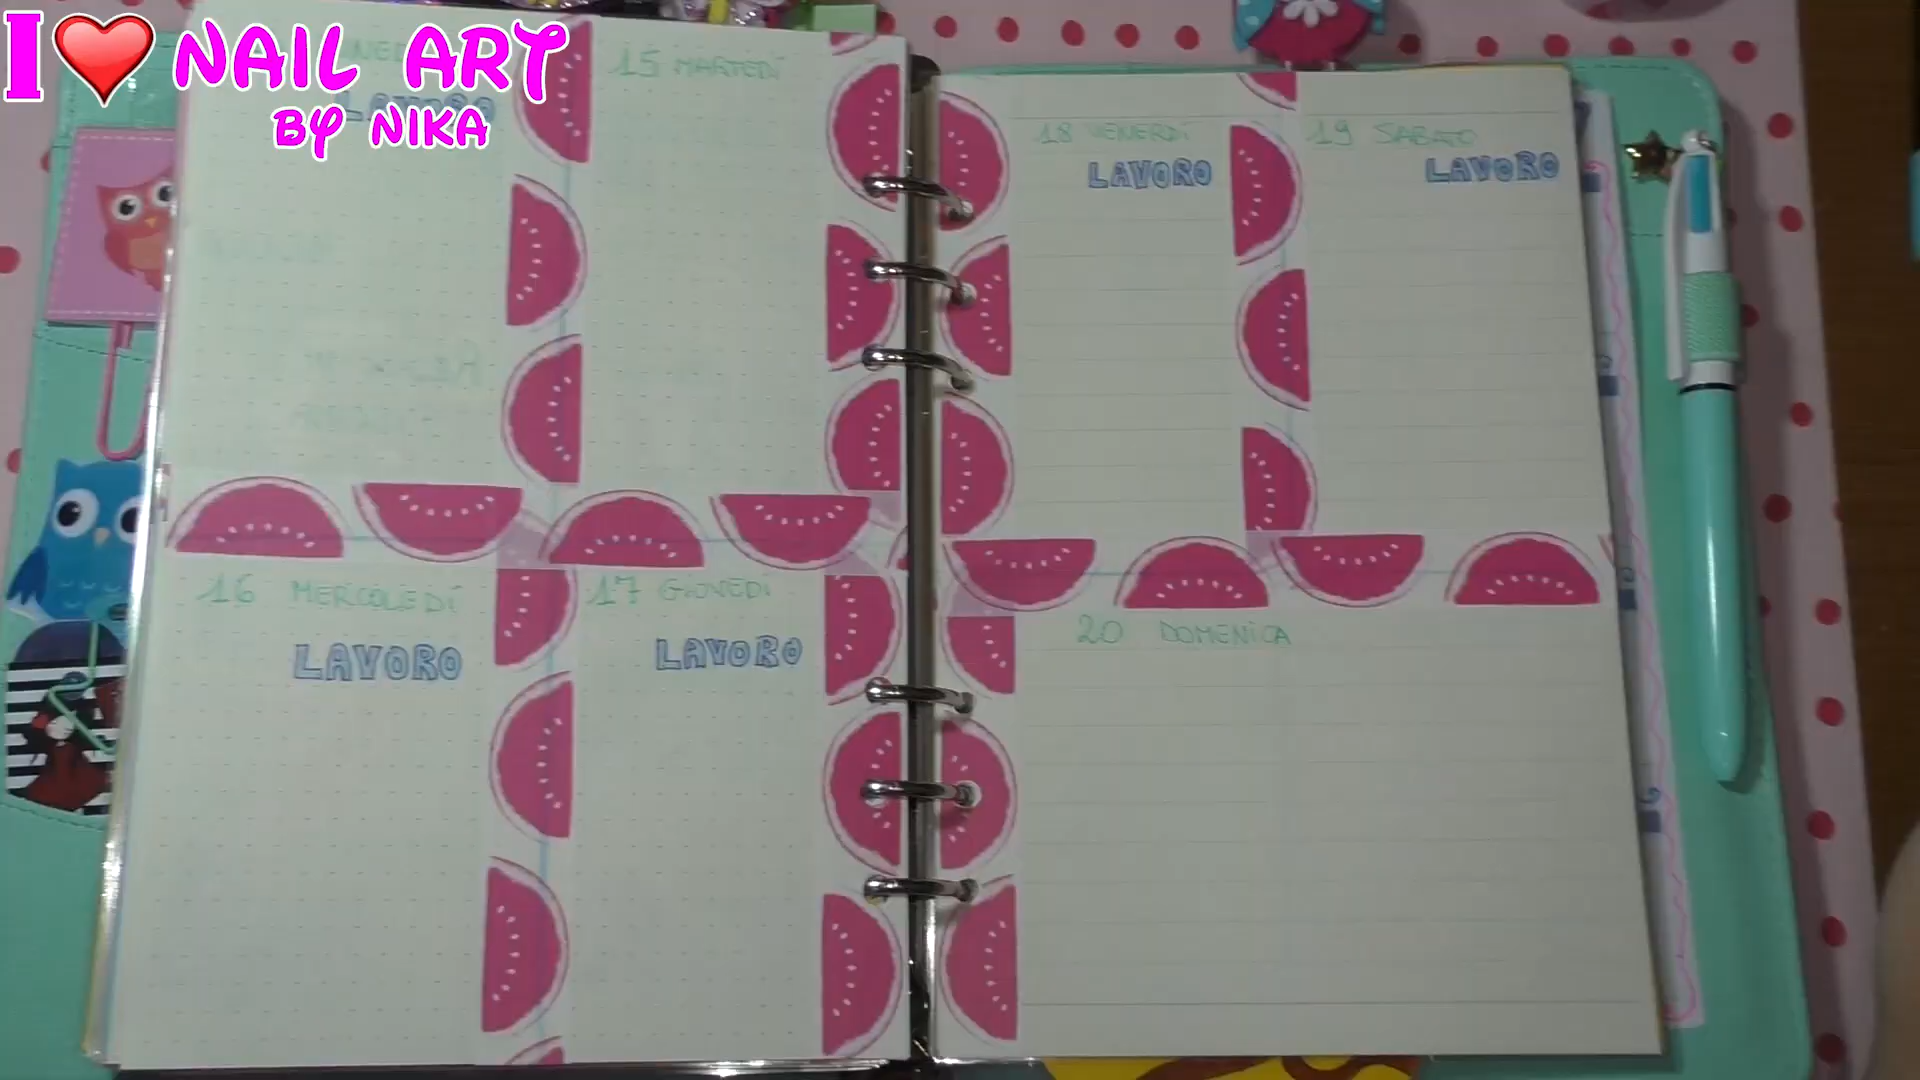 I ❤ NAIL ART
BY NIKA
LAVORO
15 MARTEDÌ
16 MERCOLEDÌ
LAVORO
17 GIOVEDÌ
LAVORO
18 VENERDÌ
LAVORO
19 SABATO
LAVORO
20 DOMENICA